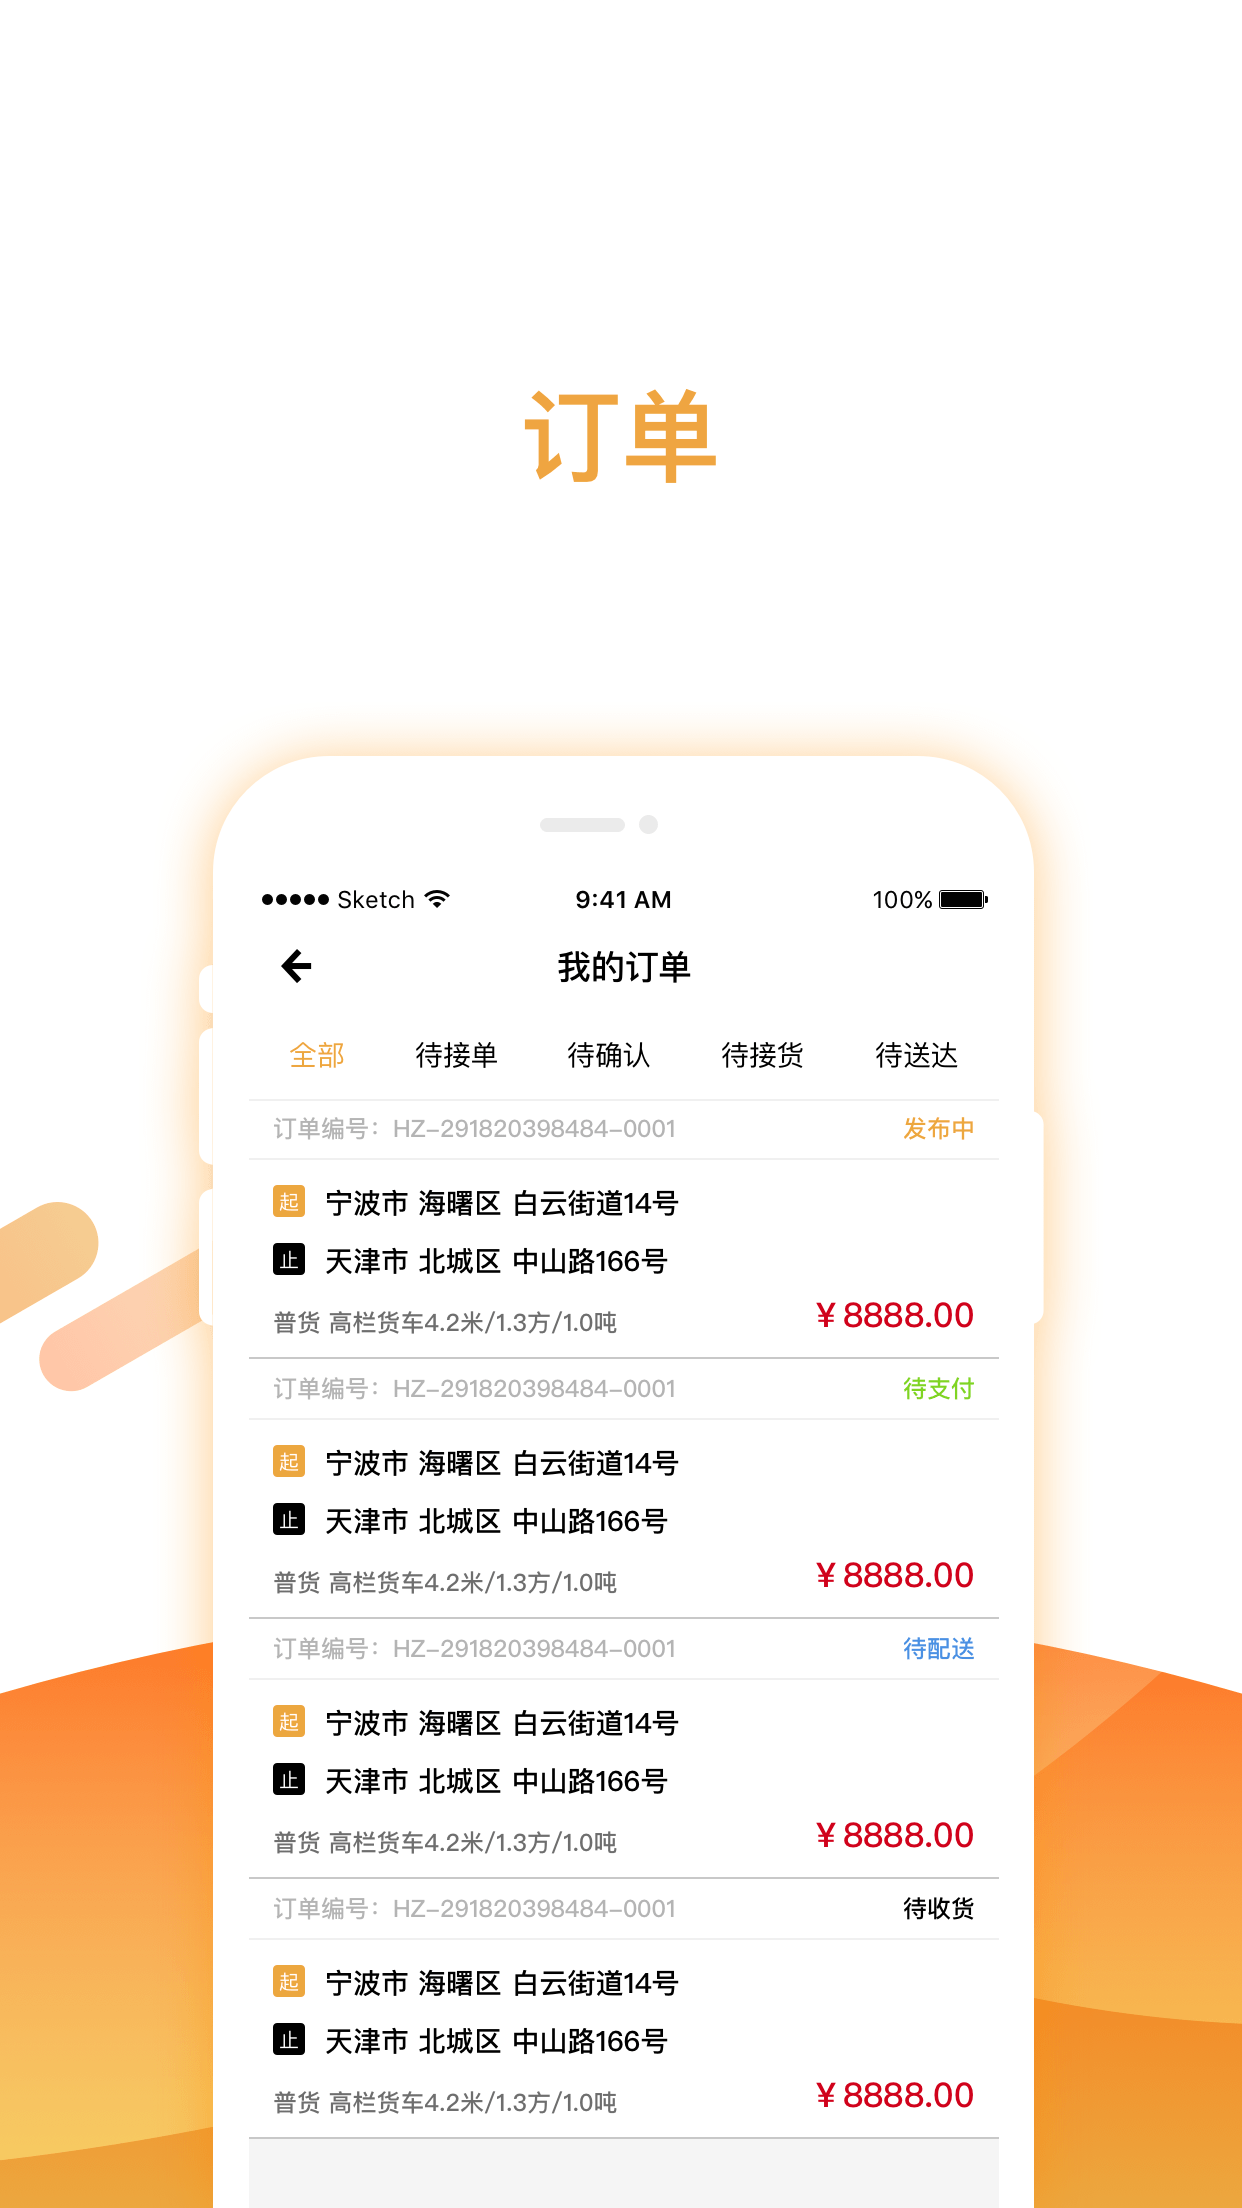 订单
Sketch 9:41 AM 100%
我的订单
全部 待接单 待确认 待接货 待送达
订单编号：HZ-291820398484-0001 发布中
起 宁波市 海曙区 白云街道14号
止 天津市 北城区 中山路166号
普货 高栏货车4.2米/1.3方/1.0吨 ¥8888.00
订单编号：HZ-291820398484-0001 待支付
起 宁波市 海曙区 白云街道14号
止 天津市 北城区 中山路166号
普货 高栏货车4.2米/1.3方/1.0吨 ¥8888.00
订单编号：HZ-291820398484-0001 待配送
起 宁波市 海曙区 白云街道14号
止 天津市 北城区 中山路166号
普货 高栏货车4.2米/1.3方/1.0吨 ¥8888.00
订单编号：HZ-291820398484-0001 待收货
起 宁波市 海曙区 白云街道14号
止 天津市 北城区 中山路166号
普货 高栏货车4.2米/1.3方/1.0吨 ¥8888.00